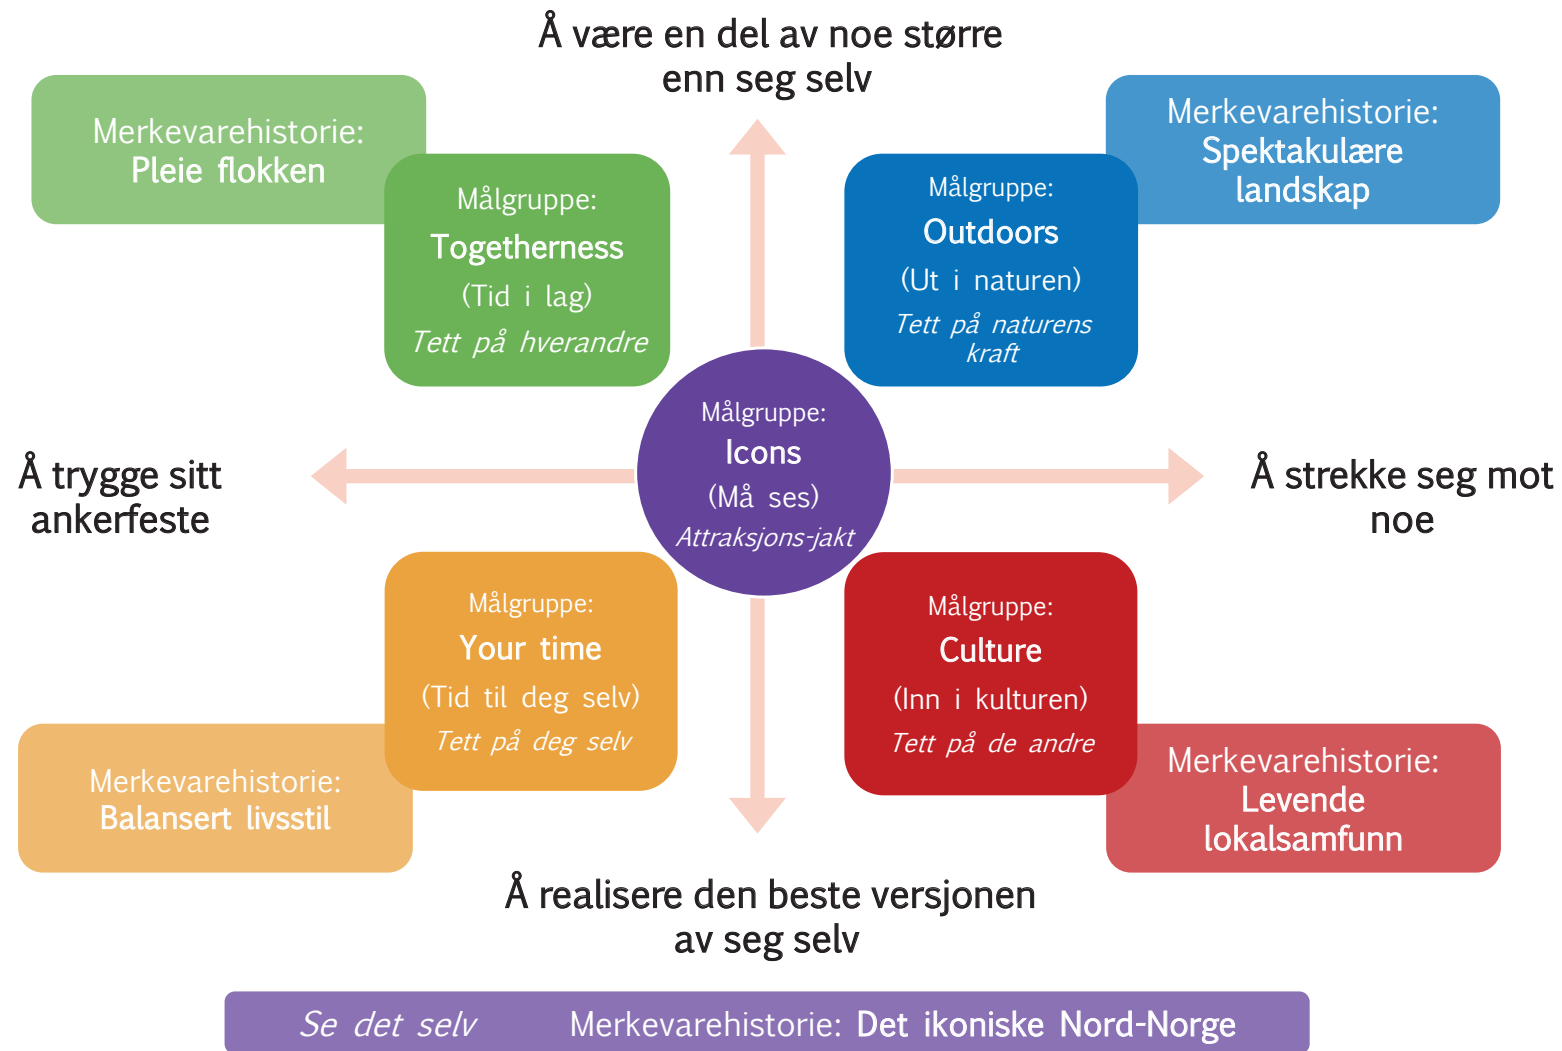 Å være en del av noe større
enn seg selv
Merkevarehistorie:
Pleie flokken
Målgruppe:
Togetherness
(Tid i lag)
Tett på hverandre
Målgruppe:
Outdoors
(Ut i naturen)
Tett på naturens
kraft
Merkevarehistorie:
Spektakulære
landskap
Å trygge sitt
ankerfeste
Målgruppe:
Icons
(Må ses)
Attraksjons-jakt
Å strekke seg mot
noe
Målgruppe:
Your time
(Tid til deg selv)
Tett på deg selv
Merkevarehistorie:
Balansert livsstil
Målgruppe:
Culture
(Inn i kulturen)
Tett på de andre
Merkevarehistorie:
Levende
lokalsamfunn
Å realisere den beste versjonen
av seg selv
Se det selv Merkevarehistorie: Det ikoniske Nord-Norge